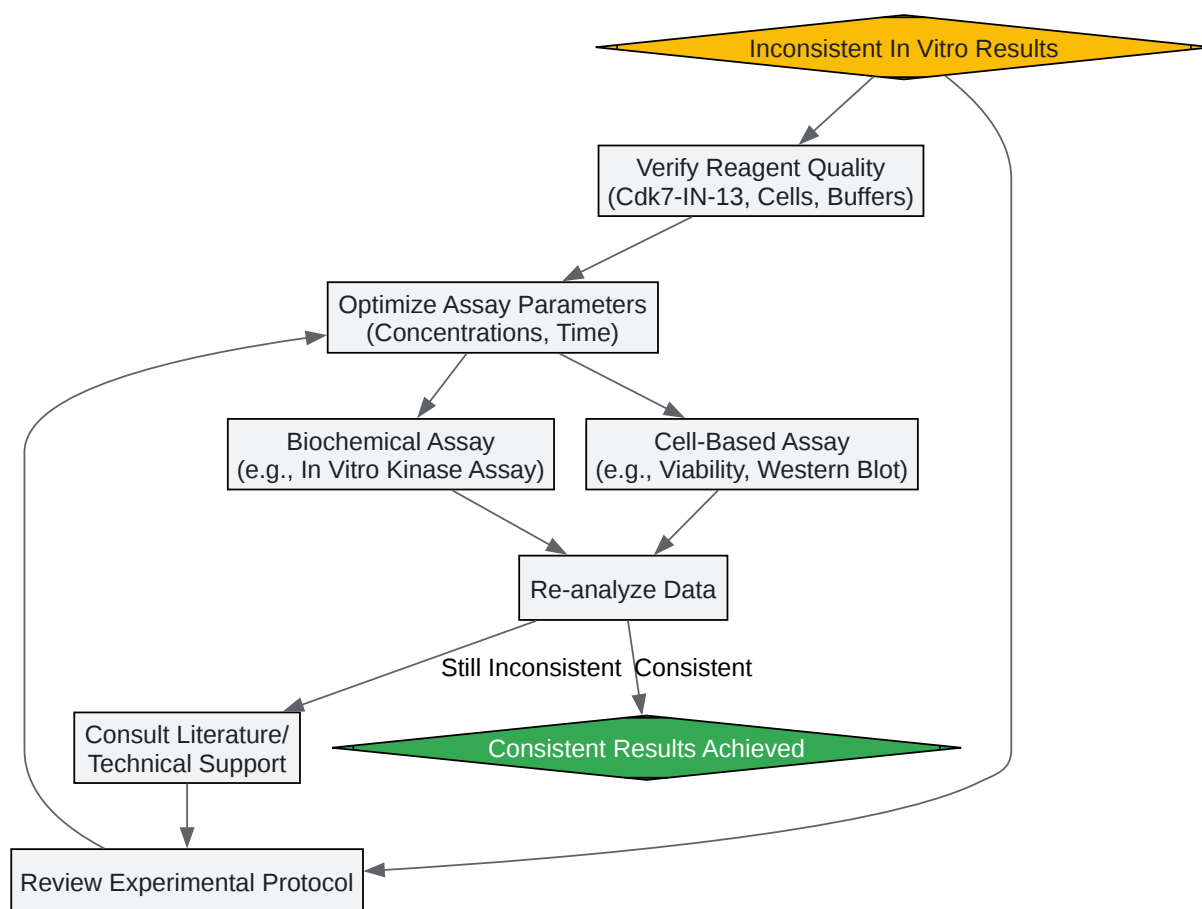 Inconsistent In Vitro Results
Verify Reagent Quality
(Cdk7-IN-13, Cells, Buffers)
Optimize Assay Parameters
(Concentrations, Time)
Biochemical Assay
(e.g., In Vitro Kinase Assay)
Cell-Based Assay
(e.g., Viability, Western Blot)
Re-analyze Data
Still Inconsistent
Consistent
Consult Literature/
Technical Support
Consistent Results Achieved
Review Experimental Protocol